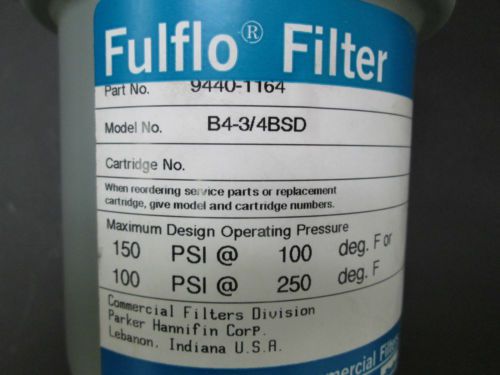 Fulflo® Filter
Part No. 9440-1164
Model No. B4-3/4BSD
Cartridge No.
When reordering service parts or replacement
cartridge, give model and cartridge numbers.
Maximum Design Operating Pressure
150 PSI @ 100 deg. F or
100 PSI @ 250 deg. F
Commercial Filters Division
Parker Hannifin Corp.
Lebanon, Indiana U.S.A.